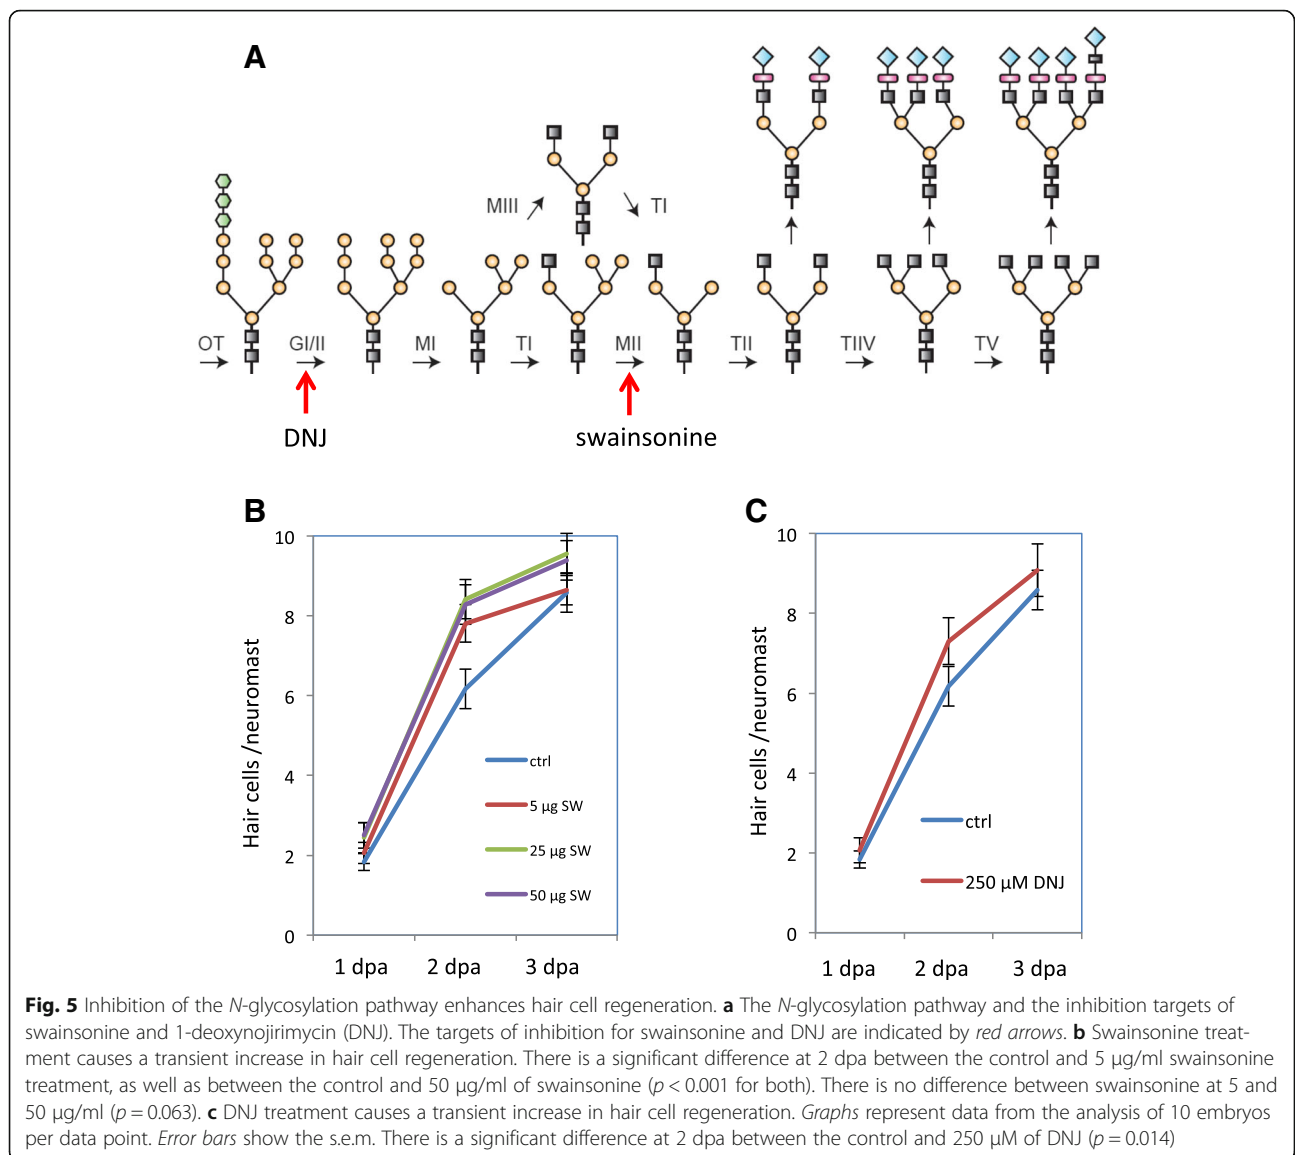 A
MIII
TI
OT
GI/II
MI
TI
MII
TII
TIIV
TV
DNJ
swainsonine
B
Hair cells /neuromast
10
8
6
4
2
0
ctrl
5 µg SW
25 µg SW
50 µg SW
1 dpa
2 dpa
3 dpa
C
Hair cells /neuromast
10
8
6
4
2
0
ctrl
250 µM DNJ
1 dpa
2 dpa
3 dpa
Fig. 5 Inhibition of the N-glycosylation pathway enhances hair cell regeneration. a The N-glycosylation pathway and the inhibition targets of
swainsonine and 1-deoxynojirimycin (DNJ). The targets of inhibition for swainsonine and DNJ are indicated by red arrows. b Swainsonine treat-
ment causes a transient increase in hair cell regeneration. There is a significant difference at 2 dpa between the control and 5 µg/ml swainsonine
treatment, as well as between the control and 50 µg/ml of swainsonine (p < 0.001 for both). There is no difference between swainsonine at 5 and
50 µg/ml (p = 0.063). c DNJ treatment causes a transient increase in hair cell regeneration. Graphs represent data from the analysis of 10 embryos
per data point. Error bars show the s.e.m. There is a significant difference at 2 dpa between the control and 250 µM of DNJ (p = 0.014)